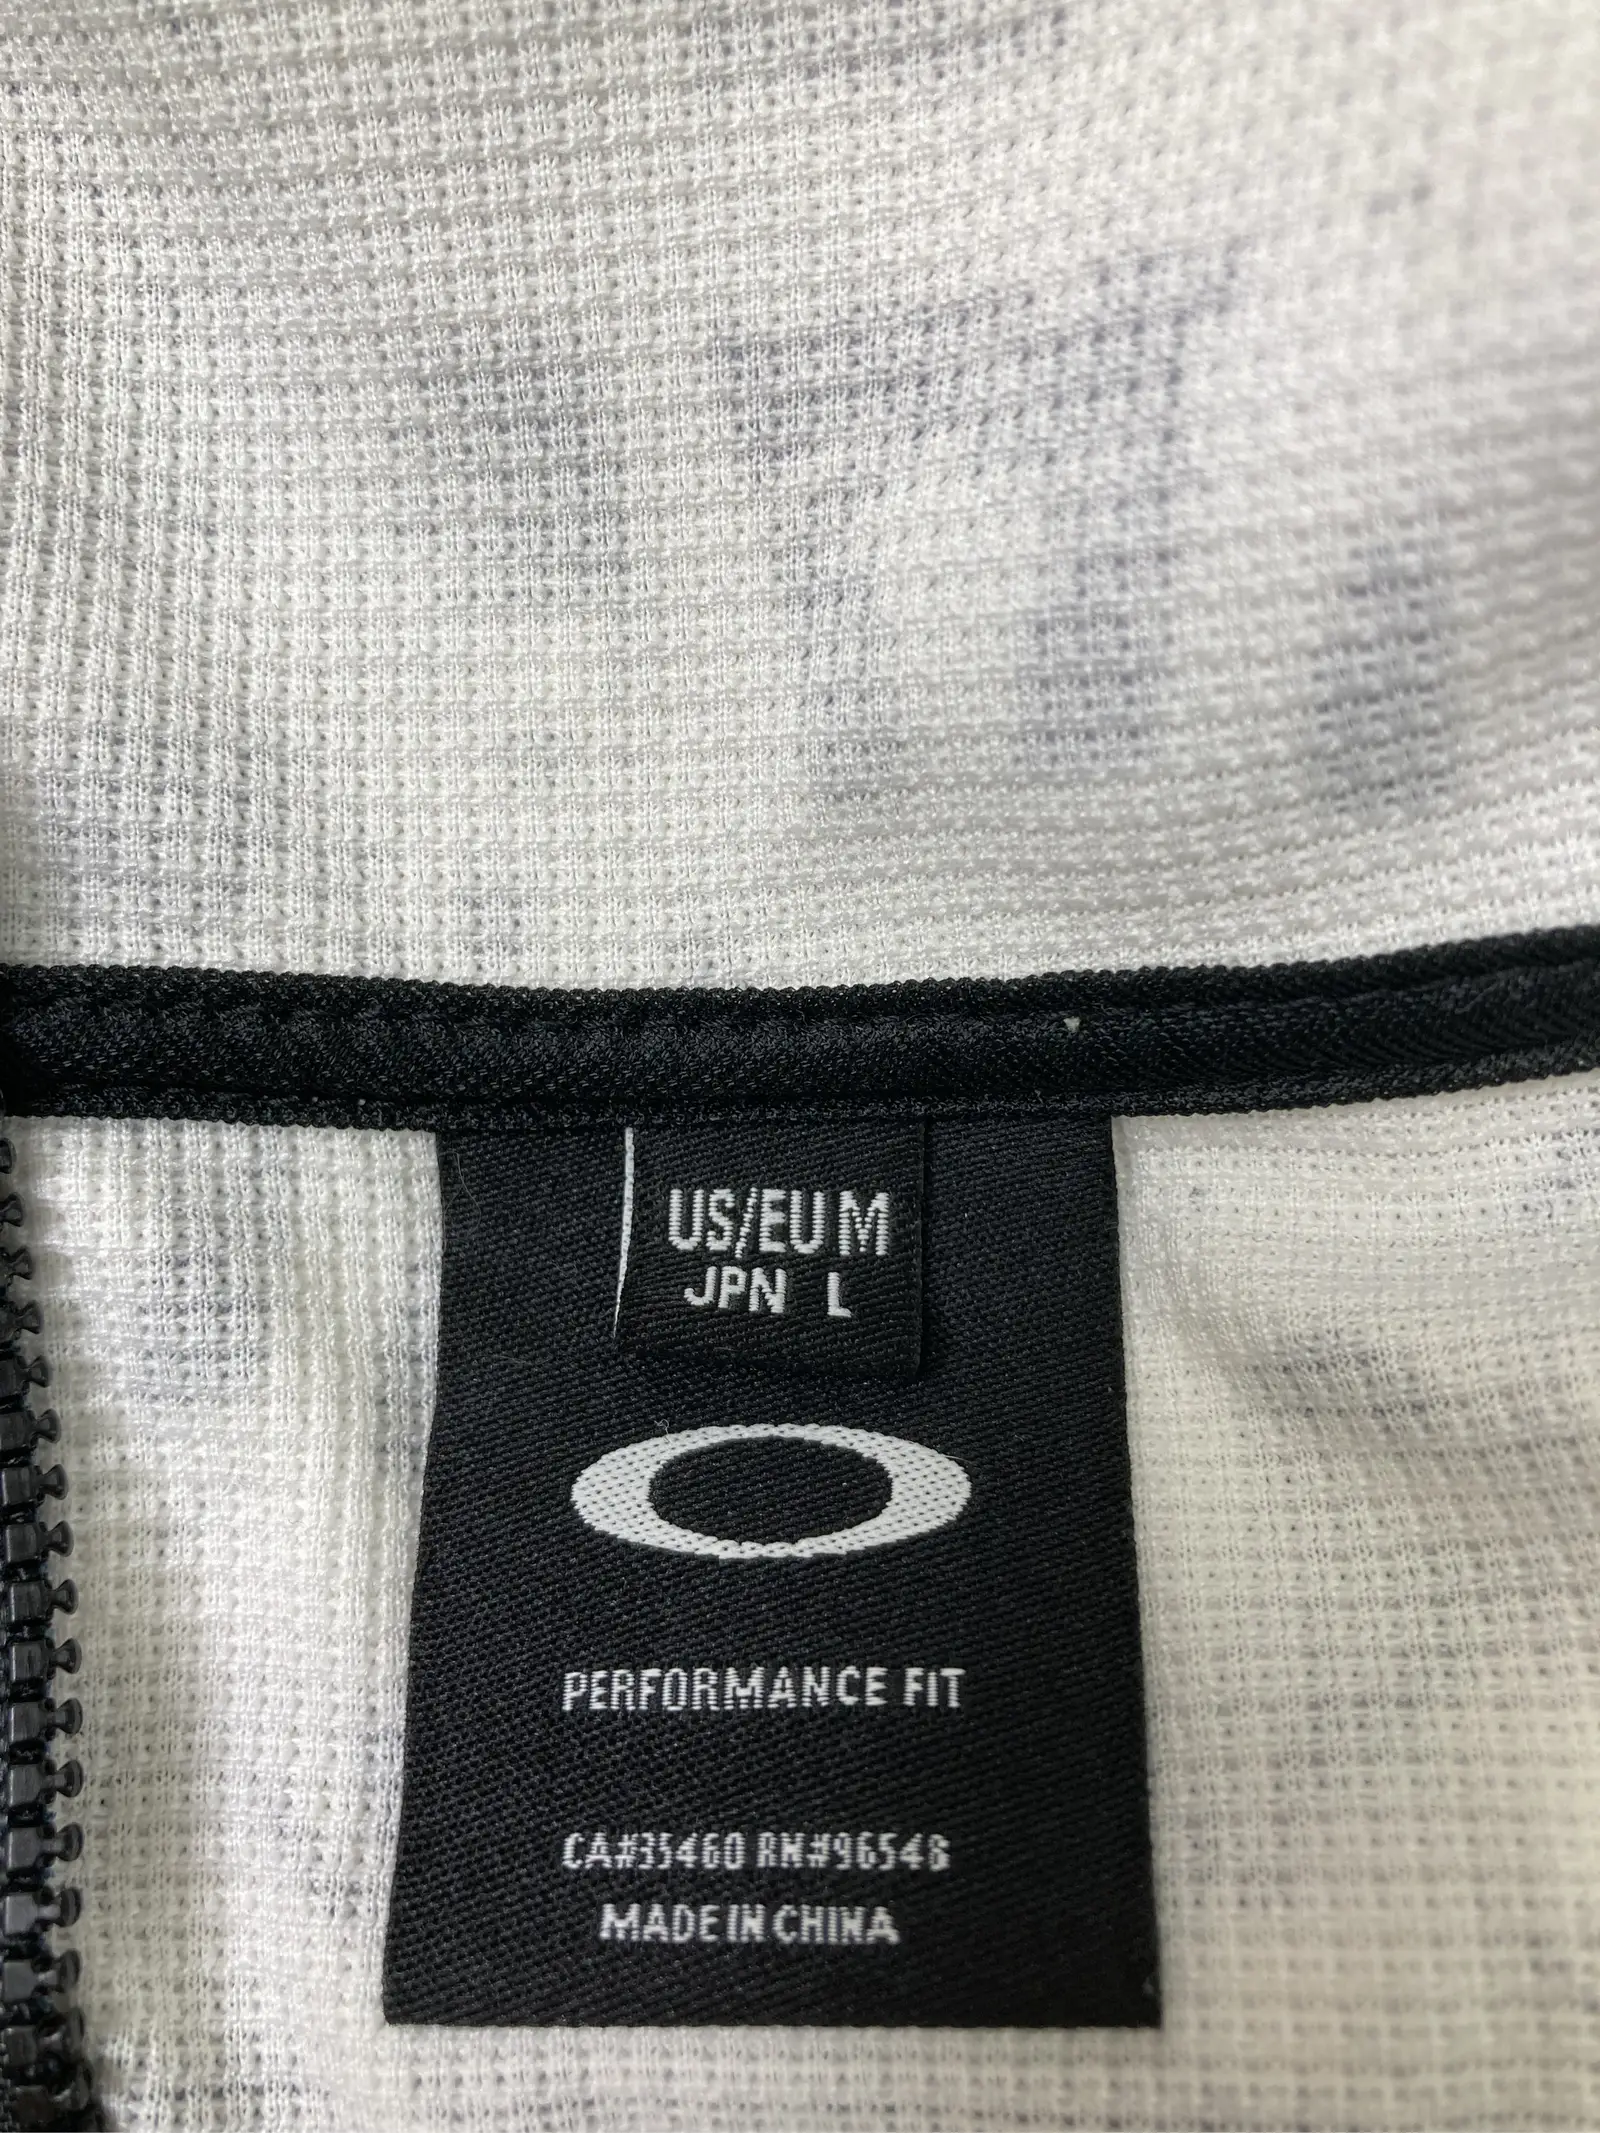 US/EU M
JPN L
PERFORMANCE FIT
CA#35460 RN#96548
MADE IN CHINA